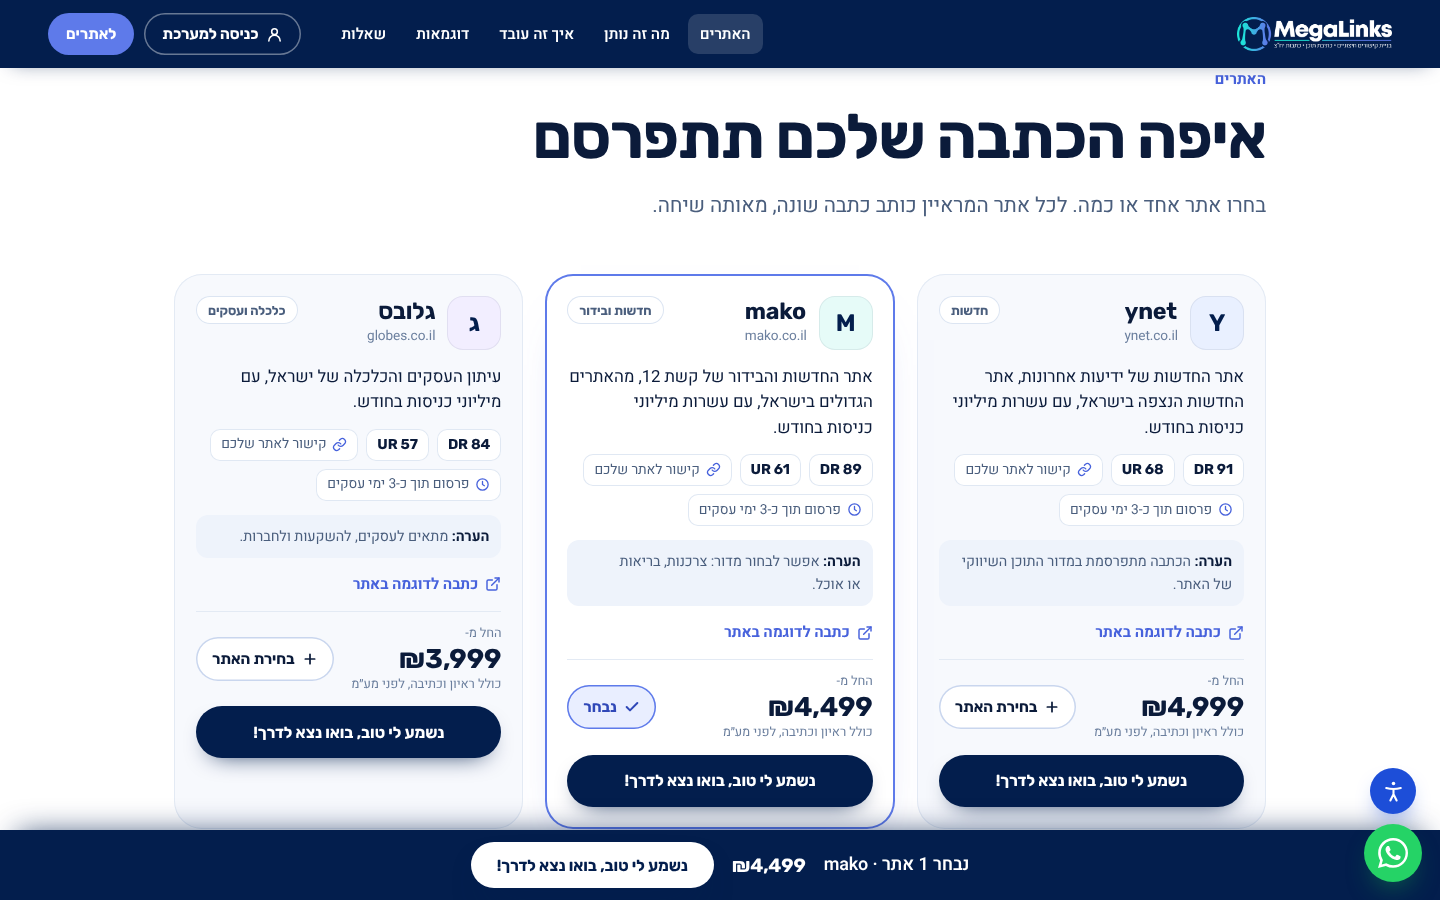 MegaLinks
בניית קישורים חיצוניים • כתיבת תוכן • כתבות יח"צ
האתרים
מה זה נותן
איך זה עובד
דוגמאות
שאלות
כניסה למערכת
לאתרים
האתרים
איפה הכתבה שלכם תתפרסם
בחרו אתר אחד או כמה. לכל אתר המראיין כותב כתבה שונה, מאותה שיחה.
Y
ynet
ynet.co.il
חדשות
אתר החדשות של ידיעות אחרונות, אתר
החדשות הנצפה בישראל, עם עשרות מיליוני
כניסות בחודש.
DR 91
UR 68
קישור לאתר שלכם
פרסום תוך כ-3 ימי עסקים
הערה: הכתבה מתפרסמת במדור התוכן השיווקי
של האתר.
כתבה לדוגמה באתר
החל מ-
₪4,999
כולל ראיון וכתיבה, לפני מע״מ
+ בחירת האתר
נשמע לי טוב, בואו נצא לדרך!
M
mako
mako.co.il
חדשות ובידור
אתר החדשות והבידור של קשת 12, מהאתרים
הגדולים בישראל, עם עשרות מיליוני
כניסות בחודש.
DR 89
UR 61
קישור לאתר שלכם
פרסום תוך כ-3 ימי עסקים
הערה: אפשר לבחור מדור: צרכנות, בריאות
או אוכל.
כתבה לדוגמה באתר
החל מ-
₪4,499
כולל ראיון וכתיבה, לפני מע״מ
נבחר
נשמע לי טוב, בואו נצא לדרך!
ג
גלובס
globes.co.il
כלכלה ועסקים
עיתון העסקים והכלכלה של ישראל, עם
מיליוני כניסות בחודש.
DR 84
UR 57
קישור לאתר שלכם
פרסום תוך כ-3 ימי עסקים
הערה: מתאים לעסקים, להשקעות ולחברות.
כתבה לדוגמה באתר
החל מ-
₪3,999
כולל ראיון וכתיבה, לפני מע״מ
+ בחירת האתר
נשמע לי טוב, בואו נצא לדרך!
נבחר 1 אתר · mako
₪4,499
נשמע לי טוב, בואו נצא לדרך!